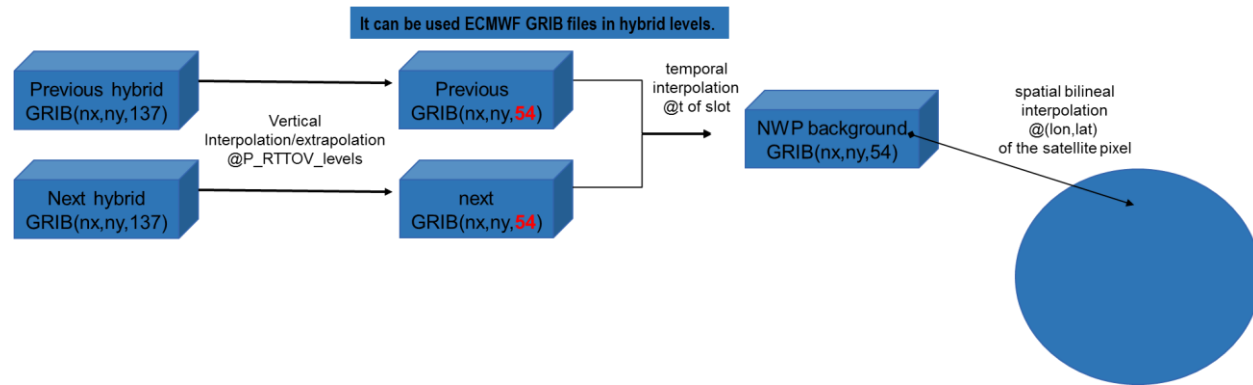 It can be used ECMWF GRIB files in hybrid levels.
Previous hybrid
GRIB(nx,ny,137)
Vertical
Interpolation/extrapolation
@P_RTTOV_levels
Next hybrid
GRIB(nx,ny,137)
Previous
GRIB(nx,ny,54)
next
GRIB(nx,ny,54)
temporal
interpolation
@t of slot
NWP background
GRIB(nx,ny,54)
spatial bilineal
interpolation
@(lon,lat)
of the satellite pixel